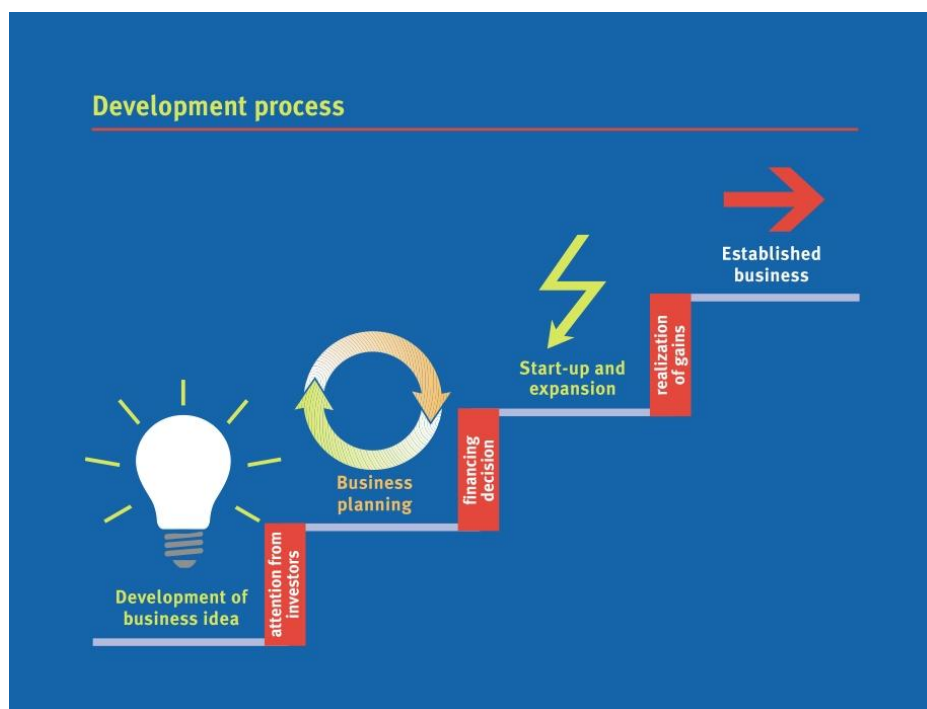 Development process
Development of
business idea
attention from
investors
Business
planning
financing
decision
Start-up and
expansion
realization
of gains
Established
business